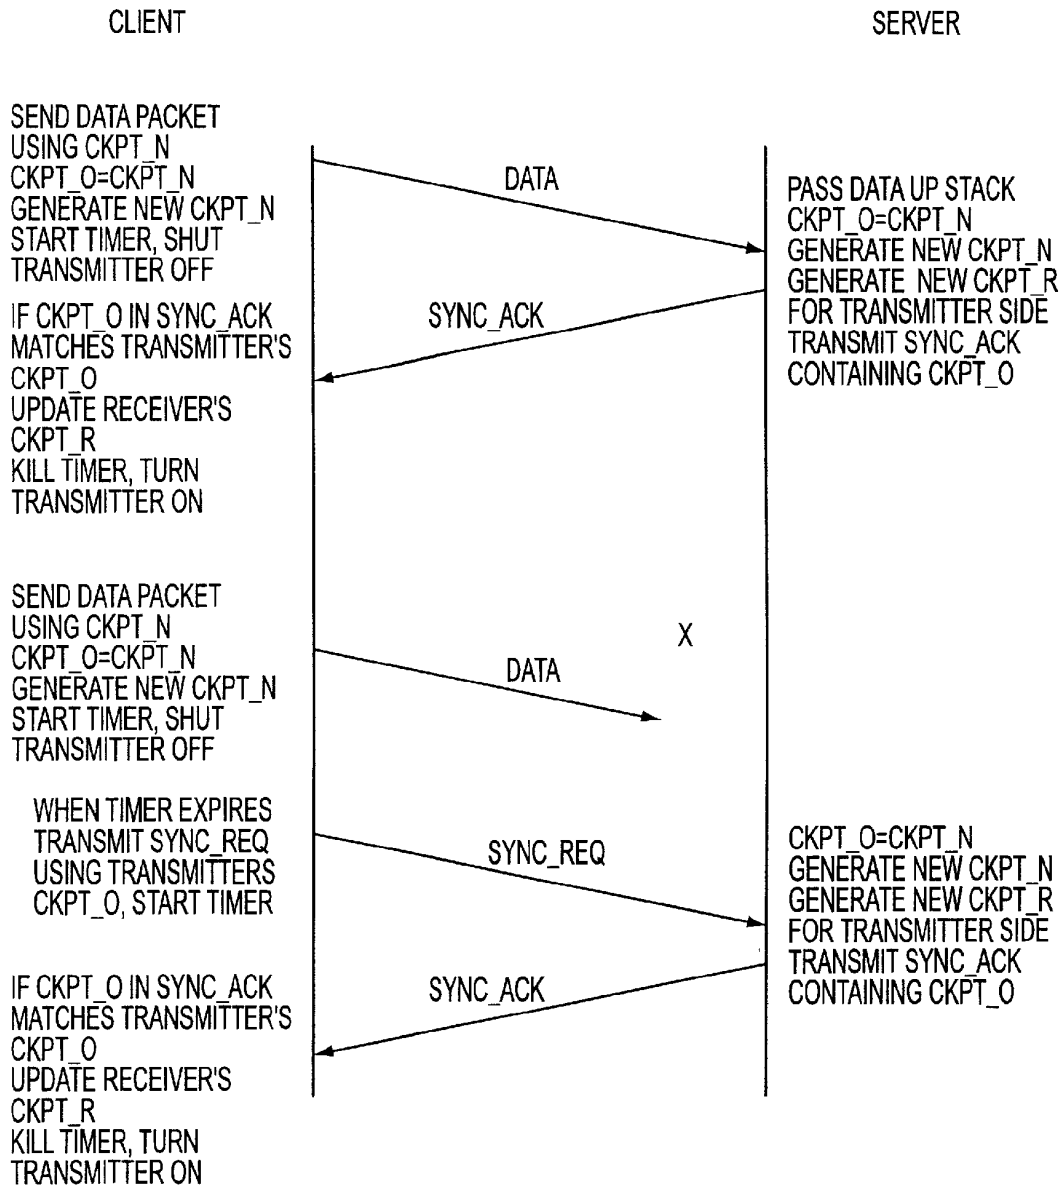 CLIENT
SERVER
SEND DATA PACKET
USING CKPT_N
CKPT_O=CKPT_N
GENERATE NEW CKPT_N
START TIMER, SHUT
TRANSMITTER OFF
DATA
PASS DATA UP STACK
CKPT_O=CKPT_N
GENERATE NEW CKPT_N
GENERATE NEW CKPT_R
FOR TRANSMITTER SIDE
TRANSMIT SYNC_ACK
CONTAINING CKPT_O
SYNC_ACK
IF CKPT_O IN SYNC_ACK
MATCHES TRANSMITTER'S
CKPT_O
UPDATE RECEIVER'S
CKPT_R
KILL TIMER, TURN
TRANSMITTER ON
SEND DATA PACKET
USING CKPT_N
CKPT_O=CKPT_N
GENERATE NEW CKPT_N
START TIMER, SHUT
TRANSMITTER OFF
DATA
X
WHEN TIMER EXPIRES
TRANSMIT SYNC_REQ
USING TRANSMITTERS
CKPT_O, START TIMER
SYNC_REQ
CKPT_O=CKPT_N
GENERATE NEW CKPT_N
GENERATE NEW CKPT_R
FOR TRANSMITTER SIDE
TRANSMIT SYNC_ACK
CONTAINING CKPT_O
SYNC_ACK
IF CKPT_O IN SYNC_ACK
MATCHES TRANSMITTER'S
CKPT_O
UPDATE RECEIVER'S
CKPT_R
KILL TIMER, TURN
TRANSMITTER ON